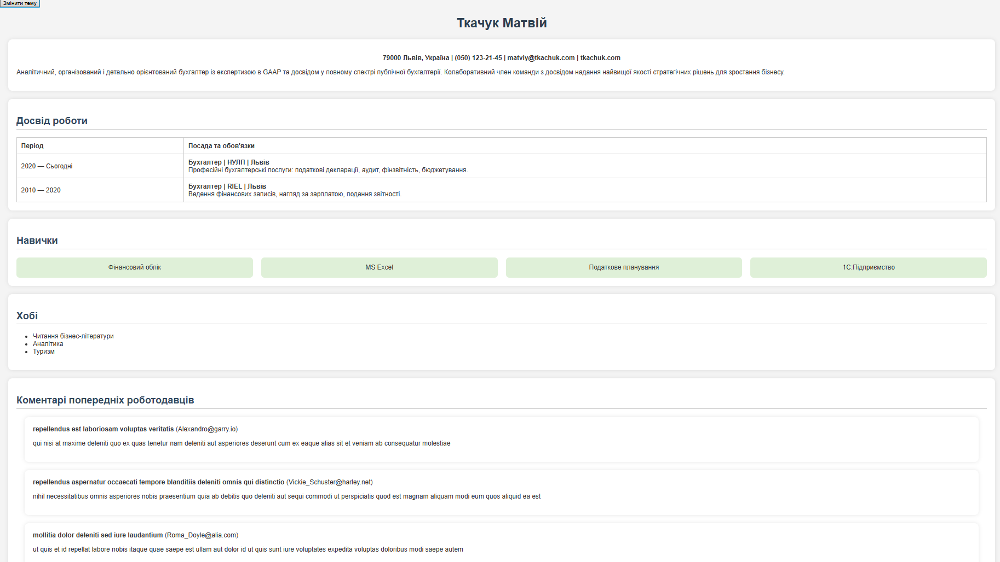 Змінити тему
Ткачук Матвій
79000 Львів, Україна | (050) 123-21-45 | matviy@tkachuk.com | tkachuk.com
Аналітичний, організований і детально орієнтований бухгалтер із експертизою в GAAP та досвідом у повному спектрі публічної бухгалтерії. Колаборативний член команди з досвідом надання найвищої якості стратегічних рішень для зростання бізнесу.
Досвід роботи
Період Посада та обов'язки
2020 — Сьогодні
Бухгалтер | НУЛП | Львів
Професійні бухгалтерські послуги: податкові декларації, аудит, фінзвітність, бюджетування.
2010 — 2020
Бухгалтер | RIEL | Львів
Ведення фінансових записів, нагляд за зарплатою, подання звітності.
Навички
Фінансовий облік MS Excel Податкове планування 1С:Підприємство
Хобі
• Читання бізнес-літератури
• Аналітика
• Туризм
Коментарі попередніх роботодавців
repellendus est laboriosam voluptas veritatis (Alexandro@garry.io)
qui nisi at maxime deleniti quo ex quas tenetur nam deleniti aut asperiores deserunt cum ex eaque alias sit et veniam ab consequatur molestiae
repellendus aspernatur occaecati tempore blanditiis deleniti omnis qui distinctio (Vickie_Schuster@harley.net)
nihil necessitatibus omnis asperiores nobis praesentium quia ab debitis quo deleniti aut sequi commodi ut perspiciatis quod est magnam aliquam modi eum quos aliquid ea est
mollitia dolor deleniti sed iure laudantium (Roma_Doyle@alia.com)
ut quis et id repellat labore nobis itaque quae saepe est ullam aut dolor id ut quis sunt iure voluptates expedita voluptas doloribus modi saepe autem